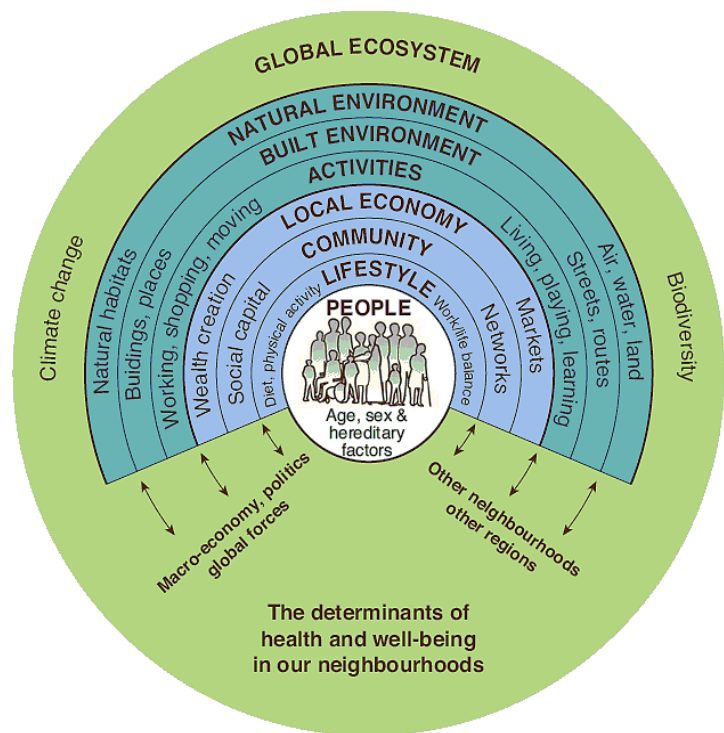 GLOBAL ECOSYSTEM
NATURAL ENVIRONMENT
BUILT ENVIRONMENT
ACTIVITIES
LOCAL ECONOMY
COMMUNITY
LIFESTYLE
PEOPLE
Age, sex &
hereditary
factors
Climate change
Natural habitats
Buidings, places
Working, shopping, moving
Wealth creation
Social capital
Diet, physical activity
Work/life balance
Networks
Markets
Living, playing, learning
Streets, routes
Air, water, land
Biodiversity
Macro-economy, politics
global forces
Other neighbourhoods
other regions
The determinants of
health and well-being
in our neighbourhoods